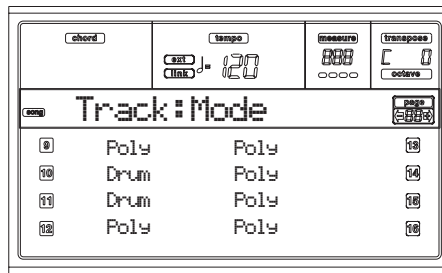 chord tempo measure transpose
ext link ♩= 120 888 C 0
octave
song Track:Mode page 88
9 Poly Poly 13
10 Drum Poly 14
11 Drum Poly 15
12 Poly Poly 16